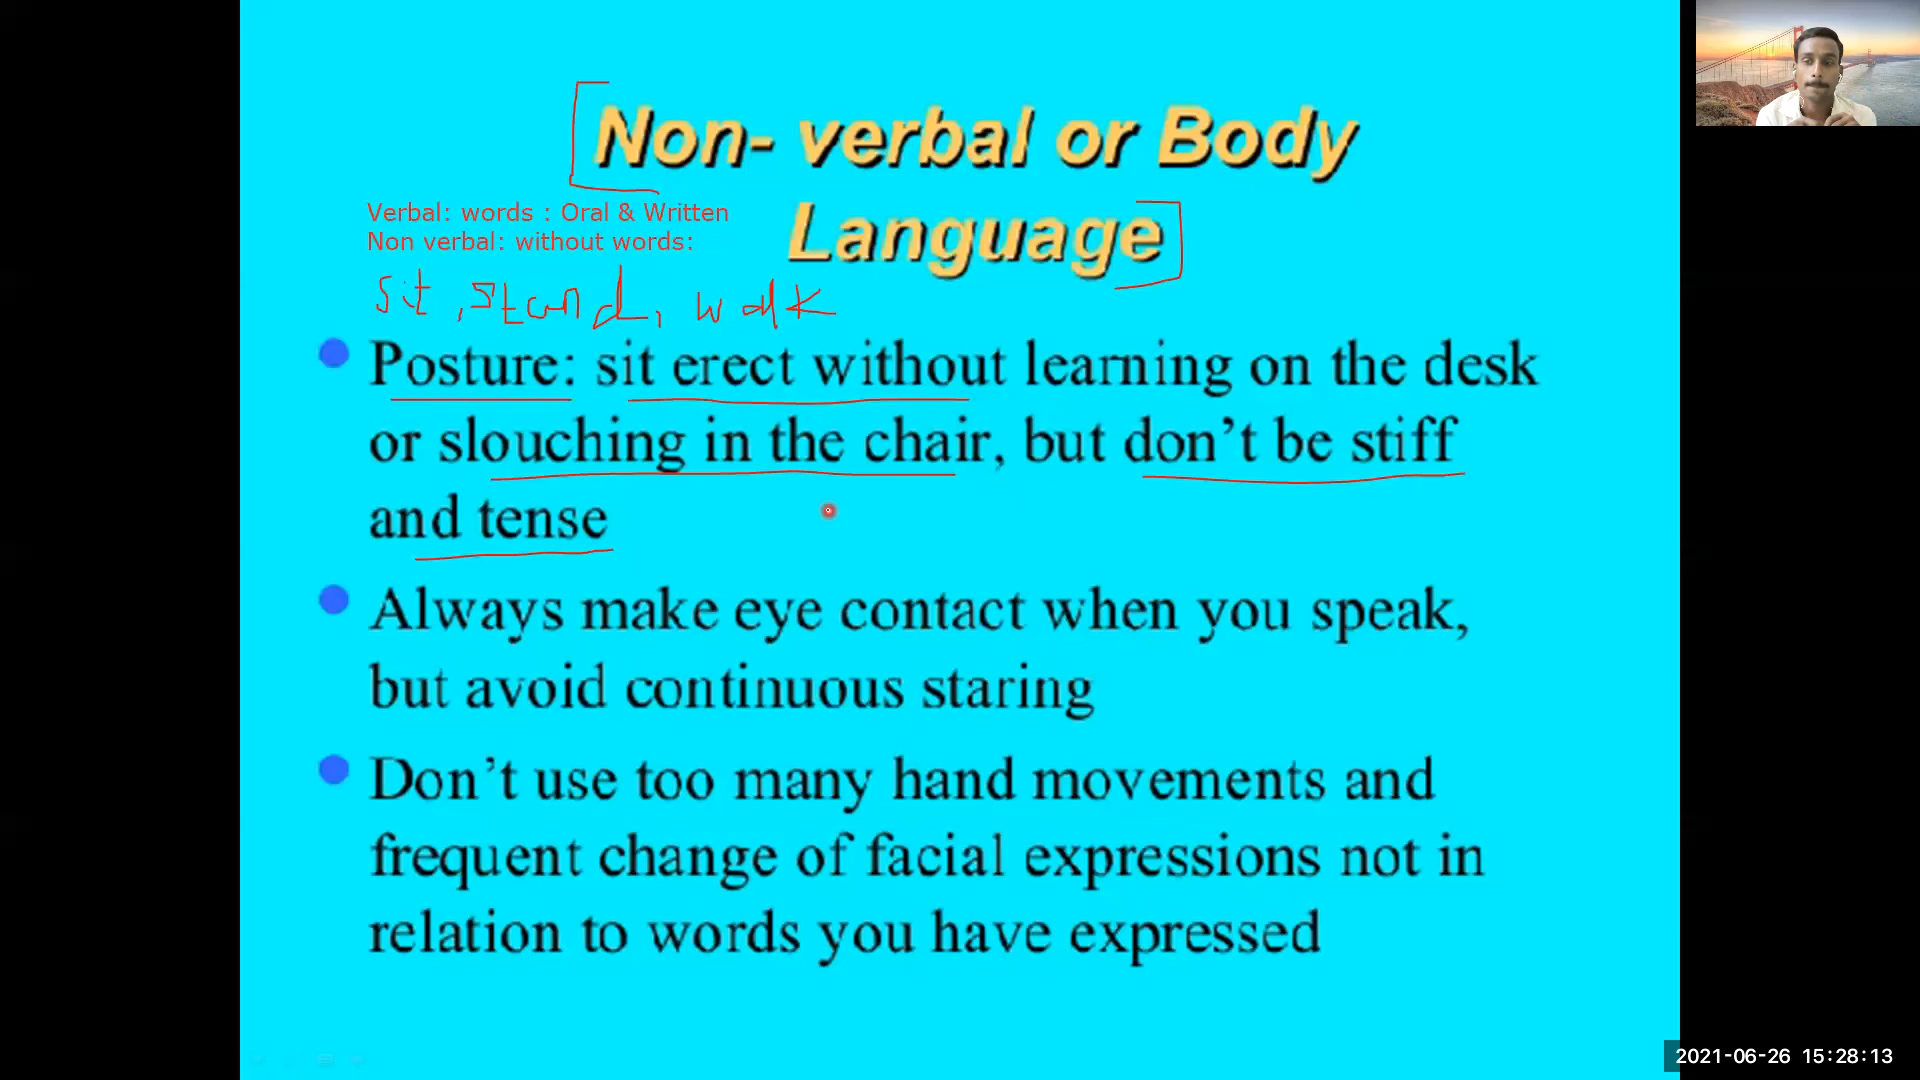 Non- verbal or Body
Language
Verbal: words : Oral & Written
Non verbal: without words:
Sit, Stand, walk
Posture: sit erect without learning on the desk
or slouching in the chair, but don't be stiff
and tense
Always make eye contact when you speak,
but avoid continuous staring
Don't use too many hand movements and
frequent change of facial expressions not in
relation to words you have expressed
2021-06-26 15:28:13